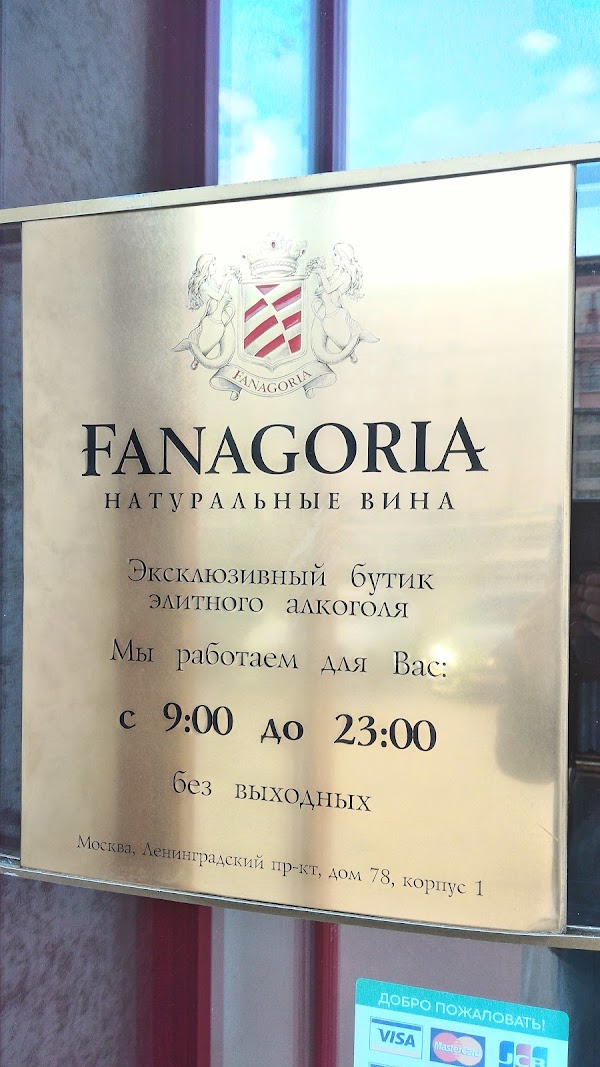 FANAGORIA
FANAGORIA
НАТУРАЛЬНЫЕ ВИНА
Эксклюзивный бутик
элитного алкоголя
Мы работаем для Вас:
с 9:00 до 23:00
без выходных
Москва, Ленинградский пр-кт, дом 78, корпус 1
ДОБРО ПОЖАЛОВАТЬ!
VISA MasterCard JCB